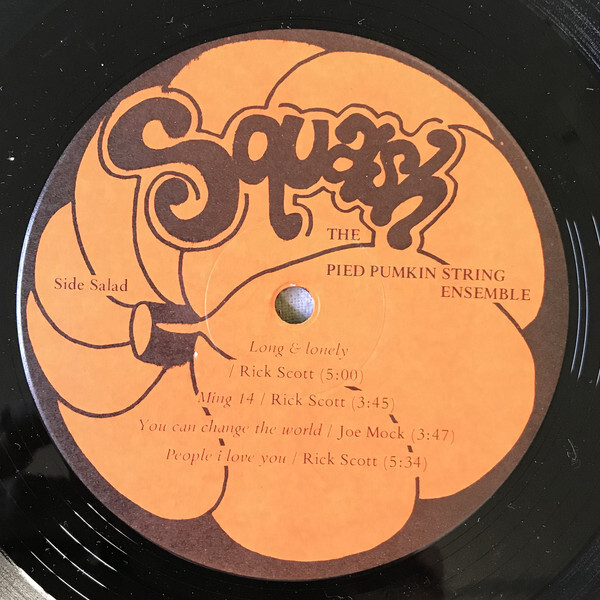 Squash
THE
PIED PUMKIN STRING
ENSEMBLE
Side Salad
Long & lonely
/ Rick Scott (5:00)
Ming 14 / Rick Scott (3:45)
You can change the world / Joe Mock (3:47)
People i love you / Rick Scott (5:34)